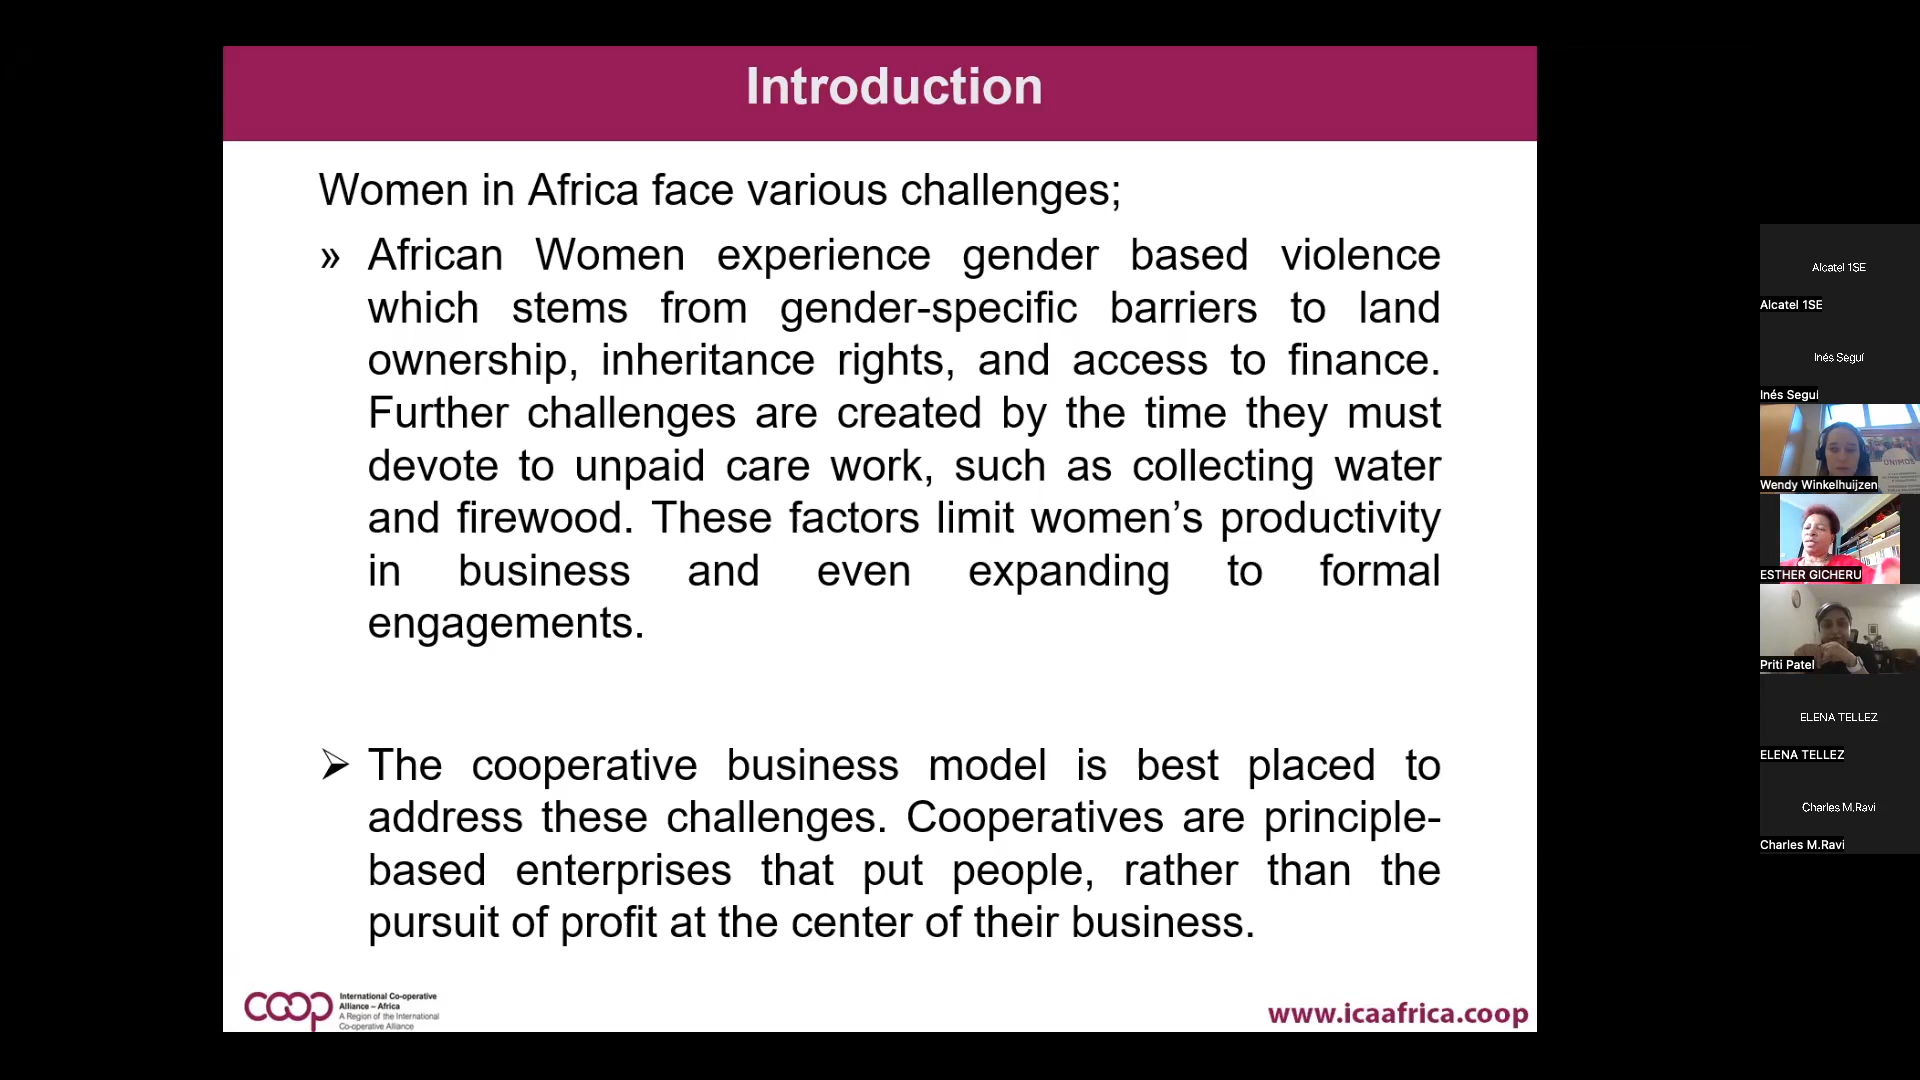 Introduction
Women in Africa face various challenges;
» African Women experience gender based violence
which stems from gender-specific barriers to land
ownership, inheritance rights, and access to finance.
Further challenges are created by the time they must
devote to unpaid care work, such as collecting water
and firewood. These factors limit women’s productivity
in business and even expanding to formal
engagements.
➢ The cooperative business model is best placed to
address these challenges. Cooperatives are principle-
based enterprises that put people, rather than the
pursuit of profit at the center of their business.
coop
International Co-operative
Alliance – Africa
A Region of the International
Co-operative Alliance
www.icaafrica.coop
Alcatel 1SE
Alcatel 1SE
Inés Seguí
Inés Seguí
UNIMOS
Wendy Winkelhuijzen
ESTHER GICHERU
Priti Patel
ELENA TELLEZ
ELENA TELLEZ
Charles M.Ravi
Charles M.Ravi